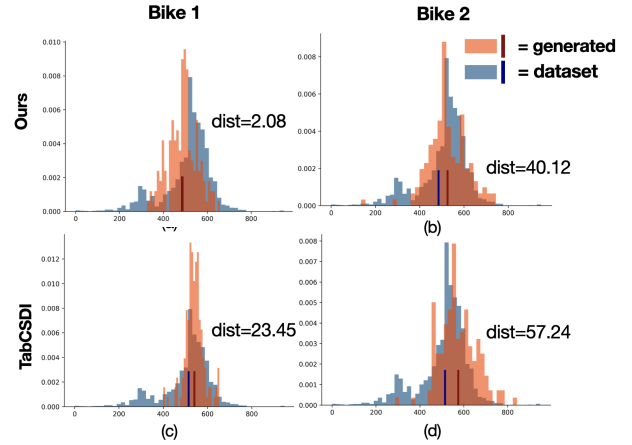 Bike 1
Bike 2
Ours
0.010
0.008
0.006
0.004
0.002
0.000
dist=2.08
0 200 400 600 800
0.008
0.006
0.004
0.002
0.000
= generated
= dataset
dist=40.12
0 200 400 600 800
(b)
TabCSDI
0.012
0.010
0.008
0.006
0.004
0.002
0.000
dist=23.45
0 200 400 600 800
(c)
0.008
0.007
0.006
0.005
0.004
0.003
0.002
0.001
0.000
dist=57.24
0 200 400 600 800
(d)